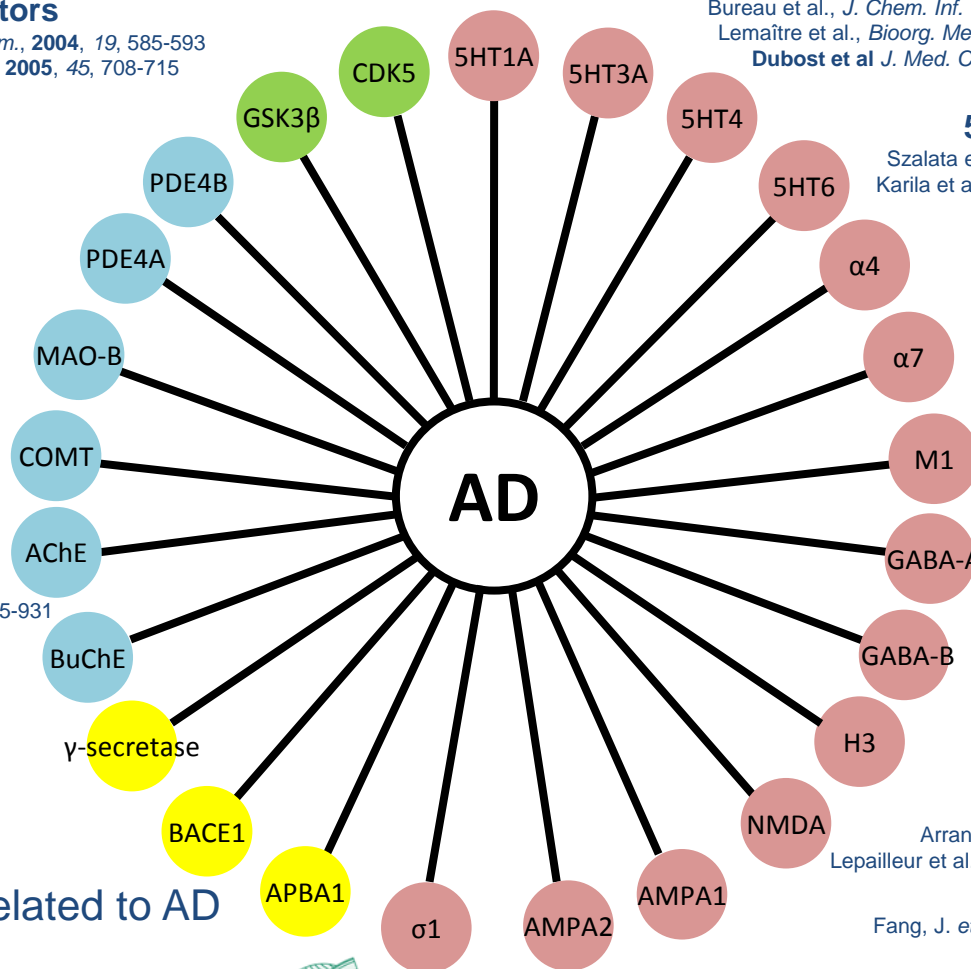 tors
m., 2004, 19, 585-593
2005, 45, 708-715
Bureau et al., J. Chem. Inf.
Lemaître et al., Bioorg. Me
Dubost et al J. Med. C
5
Szalata e
Karila et a
5HT1A
5HT3A
5HT4
5HT6
α4
α7
M1
GABA-A
GABA-B
H3
NMDA
AMPA1
AMPA2
σ1
APBA1
BACE1
γ-secretase
BuChE
AChE
COMT
MAO-B
PDE4A
PDE4B
GSK3β
CDK5
AD
5-931
Arran
Lepailleur et al
Fang, J. et
elated to AD